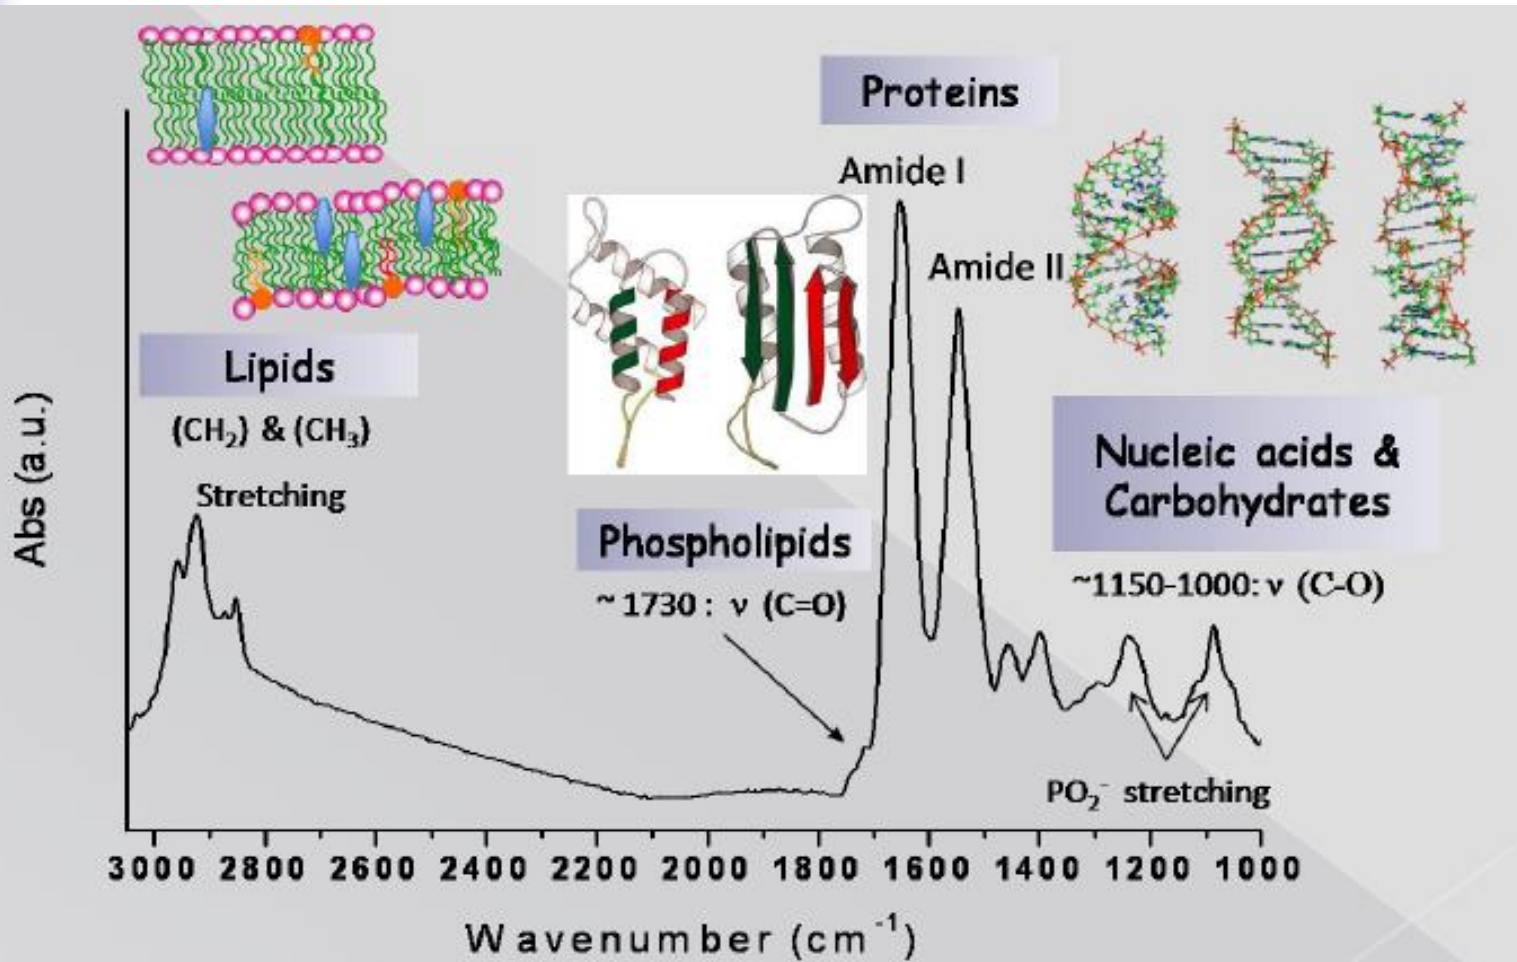 Proteins
Amide I
Amide II
Lipids
(CH₂) & (CH₃)
Stretching
Phospholipids
~ 1730 : ν (C=O)
Nucleic acids &
Carbohydrates
~1150-1000: ν (C-O)
PO₂⁻ stretching
Abs (a.u.)
3000 2800 2600 2400 2200 2000 1800 1600 1400 1200 1000
Wavenumber (cm⁻¹)